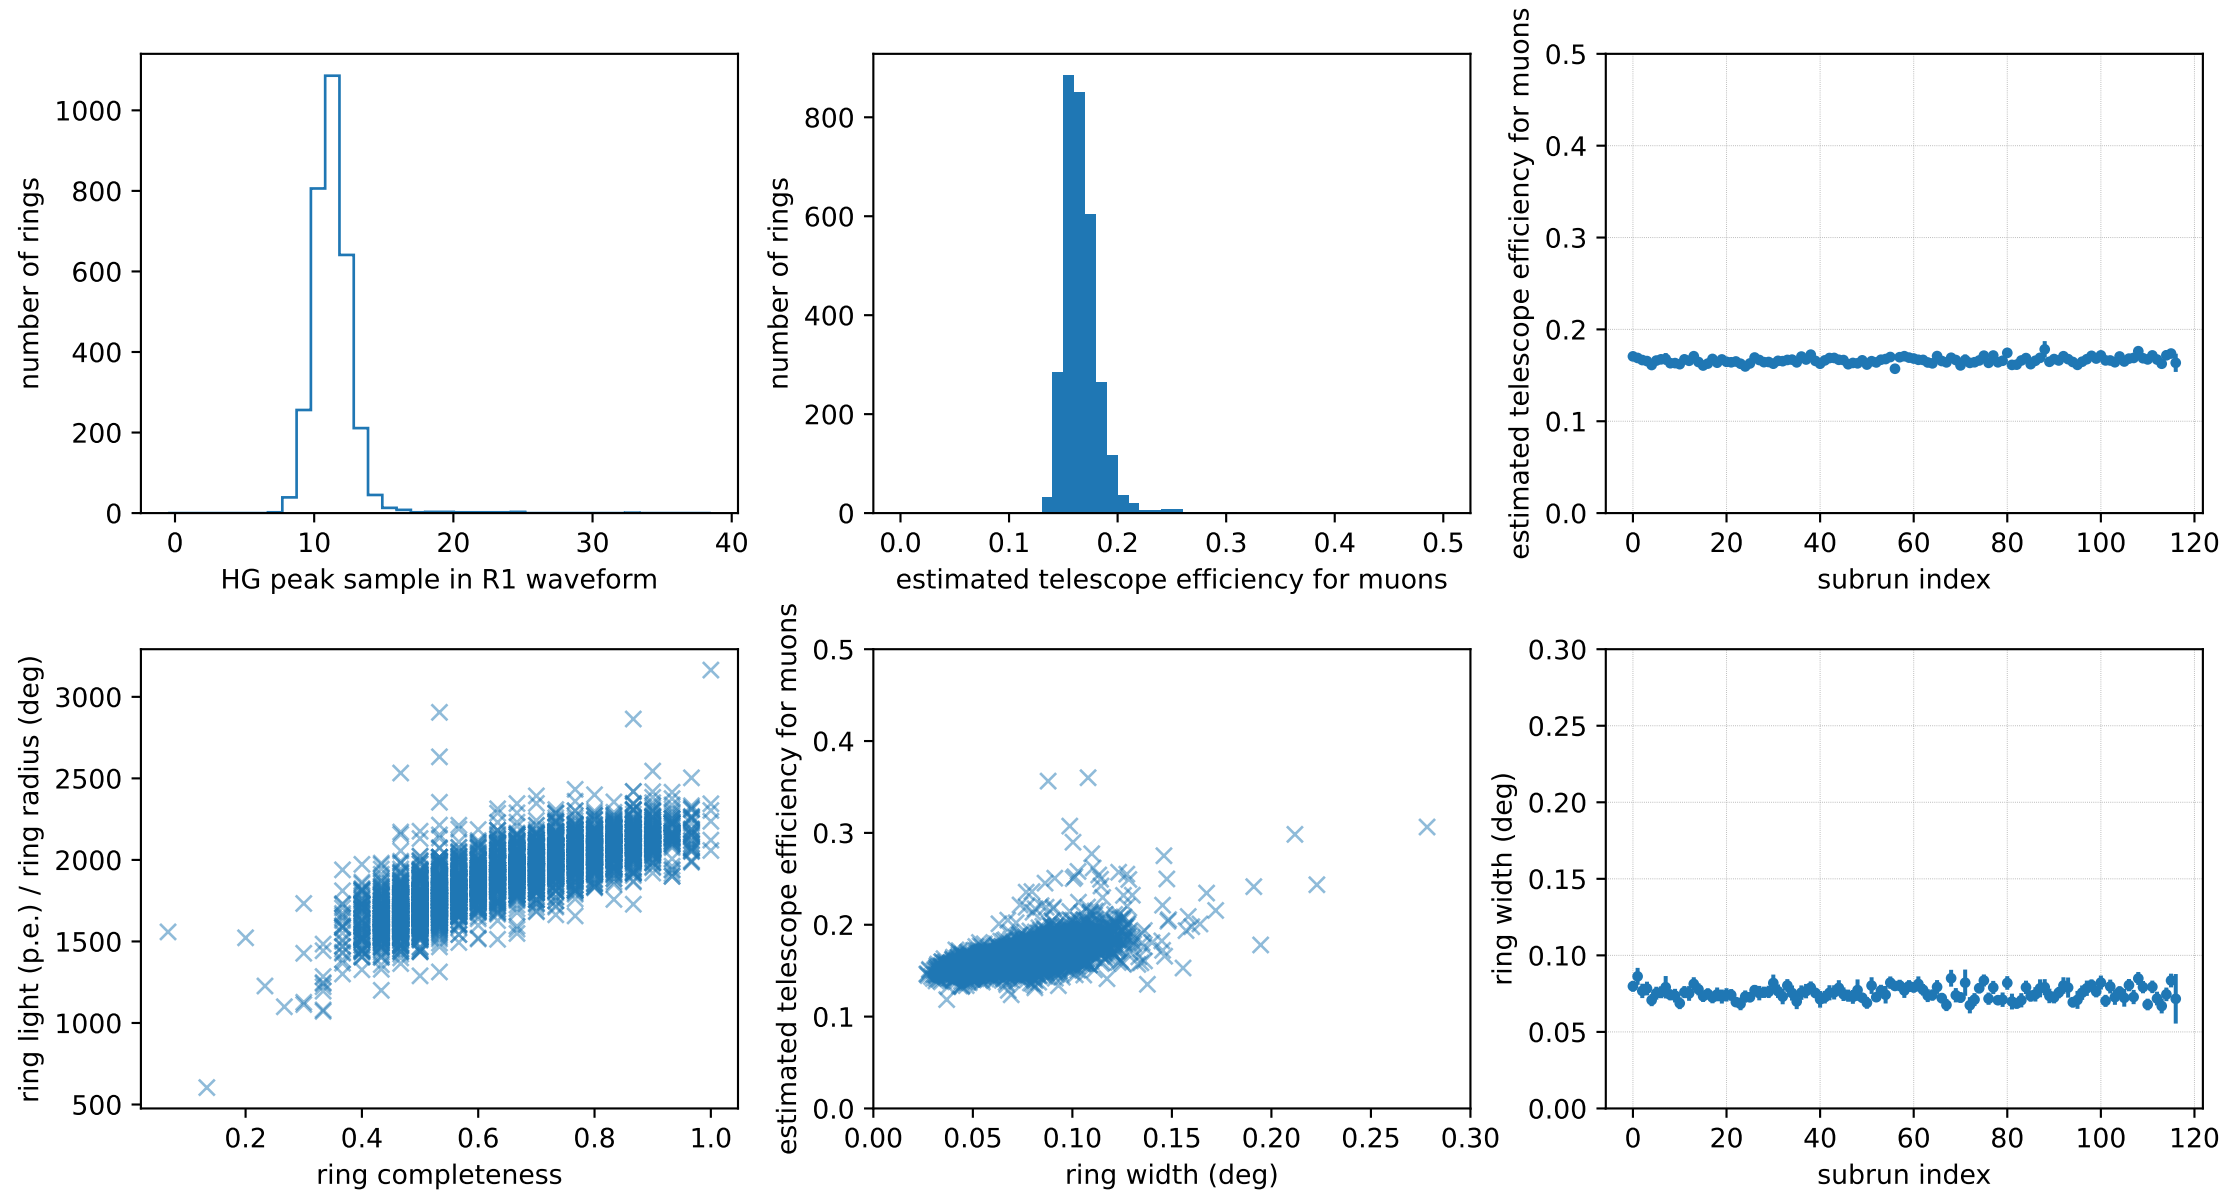 number of rings
1000
800
600
400
200
0
0 10 20 30 40
HG peak sample in R1 waveform
number of rings
800
600
400
200
0
0.0 0.1 0.2 0.3 0.4 0.5
estimated telescope efficiency for muons
estimated telescope efficiency for muons
0.5
0.4
0.3
0.2
0.1
0.0
0 20 40 60 80 100 120
subrun index
ring light (p.e.) / ring radius (deg)
3000
2500
2000
1500
1000
500
0.2 0.4 0.6 0.8 1.0
ring completeness
estimated telescope efficiency for muons
0.5
0.4
0.3
0.2
0.1
0.0
0.00 0.05 0.10 0.15 0.20 0.25 0.30
ring width (deg)
ring width (deg)
0.30
0.25
0.20
0.15
0.10
0.05
0.00
0 20 40 60 80 100 120
subrun index